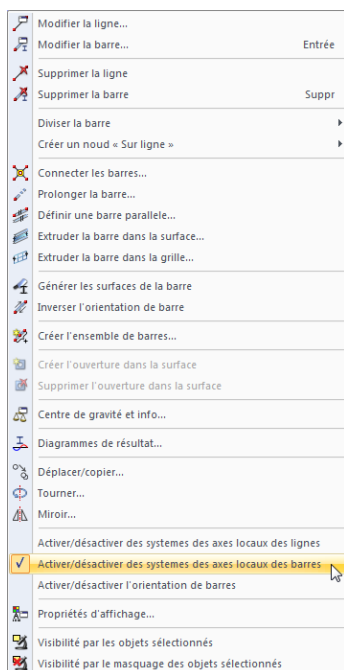 Modifier la ligne...
Modifier la barre... Entrée
Supprimer la ligne
Supprimer la barre Suppr
Diviser la barre
Créer un noud « Sur ligne »
Connecter les barres...
Prolonger la barre...
Définir une barre parallele...
Extruder la barre dans la surface...
Extruder la barre dans la grille...
Générer les surfaces de la barre
Inverser l'orientation de barre
Créer l'ensemble de barres...
Créer l'ouverture dans la surface
Supprimer l'ouverture dans la surface
Centre de gravité et info...
Diagrammes de résultat...
Déplacer/copier...
Tourner...
Miroir...
Activer/désactiver des systemes des axes locaux des lignes
Activer/désactiver des systemes des axes locaux des barres
Activer/désactiver l'orientation de barres
Propriétés d'affichage...
Visibilité par les objets sélectionnés
Visibilité par le masquage des objets sélectionnés